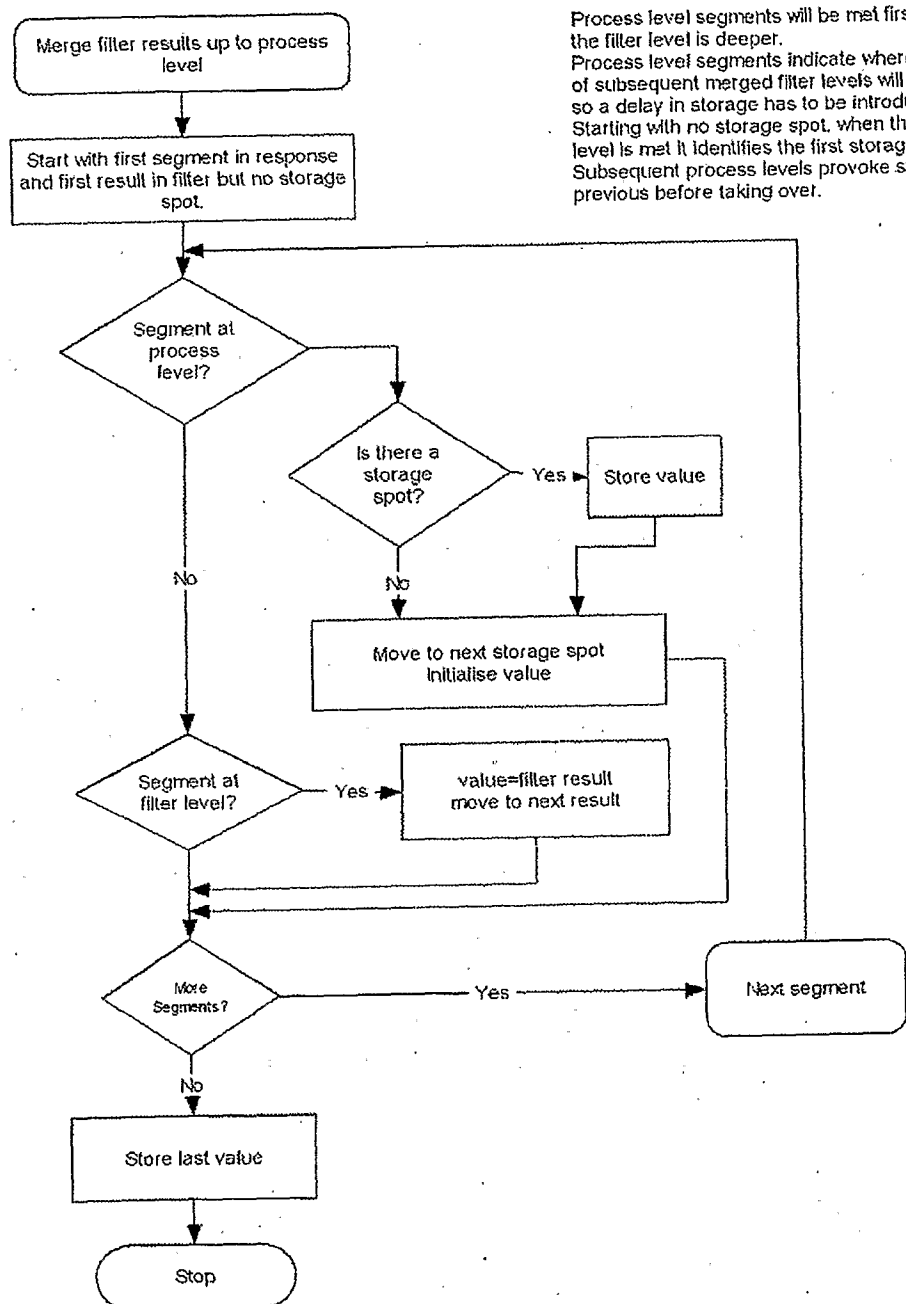 Merge filter results up to process
level
Process level segments will be met first
the filter level is deeper.
Process level segments indicate where
of subsequent merged filter levels will
so a delay in storage has to be
Starting with no storage spot, when
level is met it identifies the first
Subsequent process levels provoke
previous before taking over.
Start with first segment in response
and first result in filter but no storage
spot.
Segment at
process
level?
Is there a
storage
spot?
Yes
Store value
No
No
Move to next storage spot
Initialise value
Segment at
filter level?
Yes
value=filter result
move to next result
More
Segments?
Yes
Next segment
No
Store last value
Stop